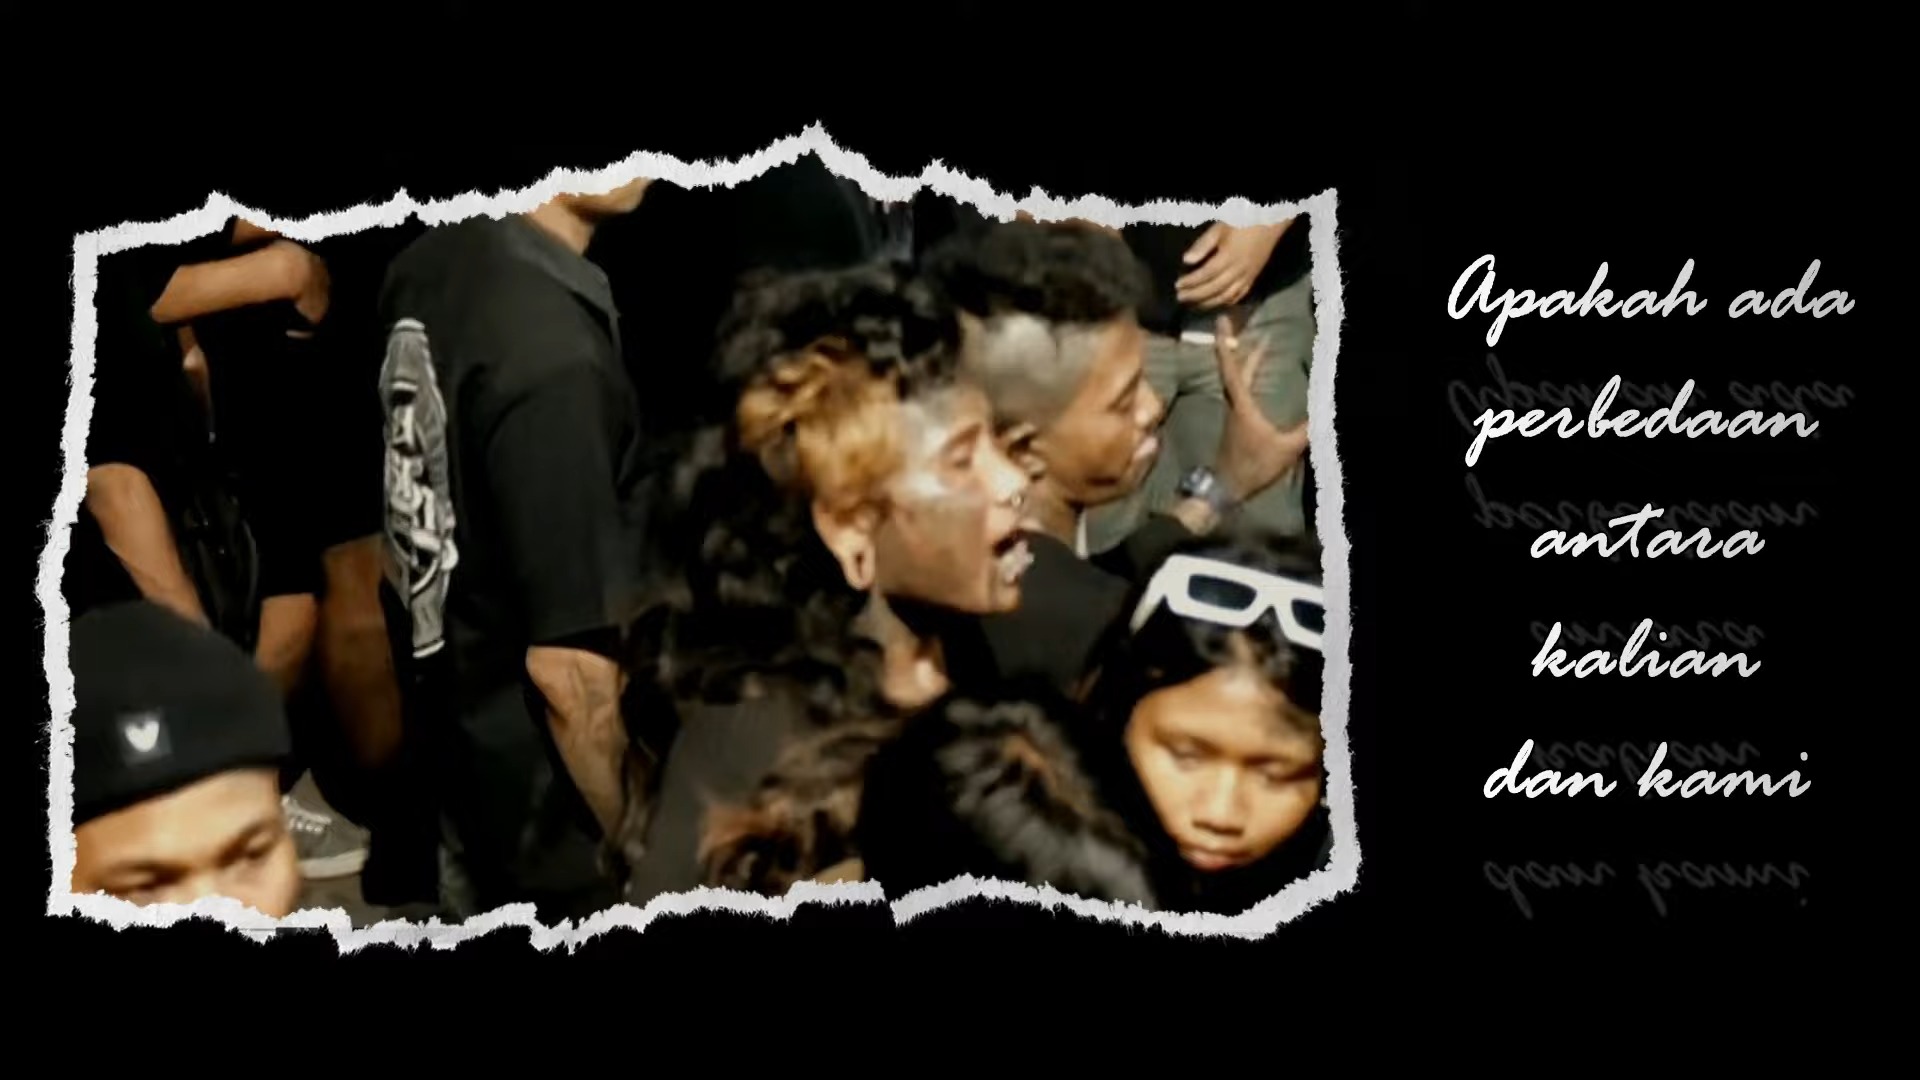 Apakah ada
perbedaan
antara
kalian
dan kami